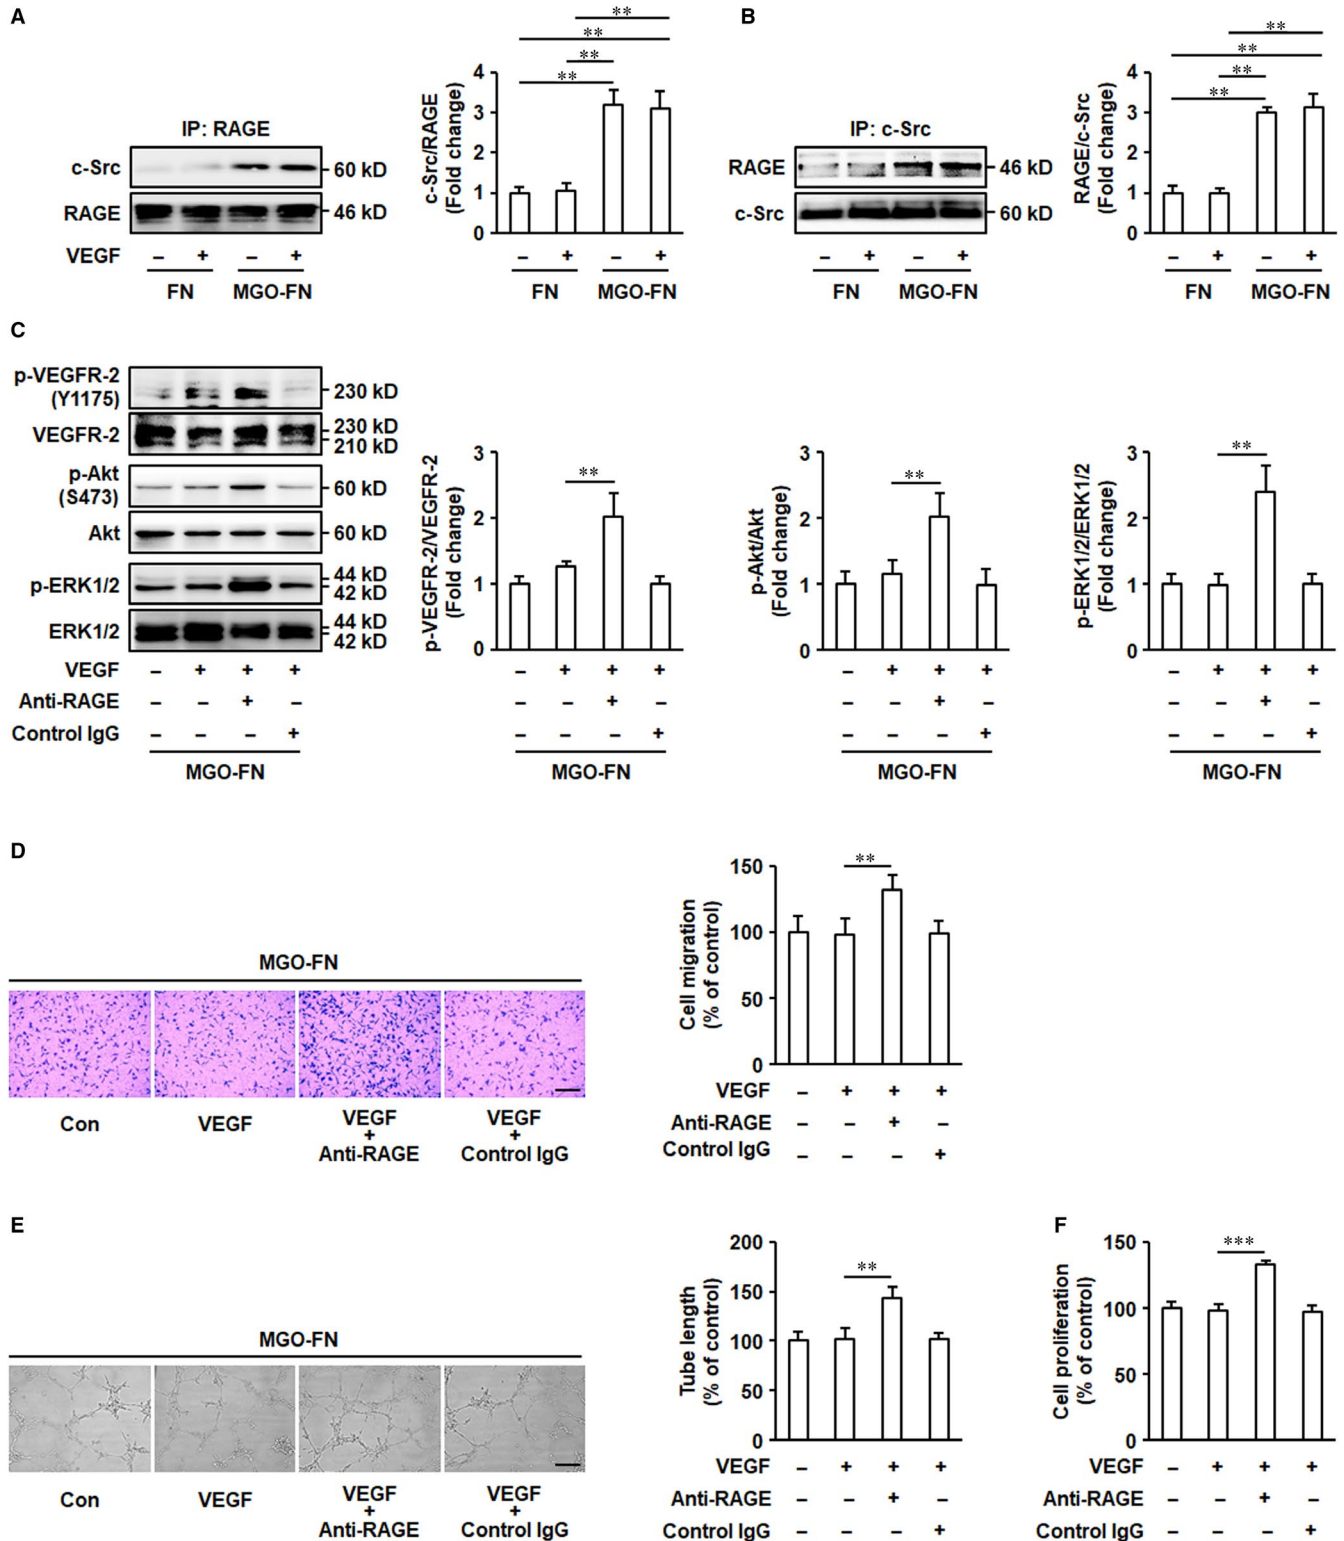 A
IP: RAGE
c-Src
60 kD
RAGE
46 kD
VEGF
– + – +
FN MGO-FN
** ** ** **
c-Src/RAGE
(Fold change)
4
3
2
1
0
– + – +
FN MGO-FN
B
IP: c-Src
RAGE
46 kD
c-Src
60 kD
– + – +
FN MGO-FN
** ** ** **
RAGE/c-Src
(Fold change)
4
3
2
1
0
– + – +
FN MGO-FN
C
p-VEGFR-2
(Y1175)
230 kD
VEGFR-2
230 kD
210 kD
p-Akt
(S473)
60 kD
Akt
60 kD
p-ERK1/2
44 kD
42 kD
ERK1/2
44 kD
42 kD
VEGF – + + +
Anti-RAGE – – + –
Control IgG – – – +
MGO-FN
p-VEGFR-2/VEGFR-2
(Fold change)
3
2
1
0
**
– + + +
– – + –
– – – +
MGO-FN
p-Akt/Akt
(Fold change)
3
2
1
0
**
– + + +
– – + –
– – – +
MGO-FN
p-ERK1/2/ERK1/2
(Fold change)
3
2
1
0
**
– + + +
– – + –
– – – +
MGO-FN
D
MGO-FN
Con
VEGF
VEGF
+
Anti-RAGE
VEGF
+
Control IgG
Cell migration
(% of control)
150
100
50
0
**
VEGF – + + +
Anti-RAGE – – + –
Control IgG – – – +
E
MGO-FN
Con
VEGF
VEGF
+
Anti-RAGE
VEGF
+
Control IgG
Tube length
(% of control)
200
150
100
50
0
**
VEGF – + + +
Anti-RAGE – – + –
Control IgG – – – +
F
Cell proliferation
(% of control)
150
100
50
0
***
VEGF – + + +
Anti-RAGE – – + –
Control IgG – – – +